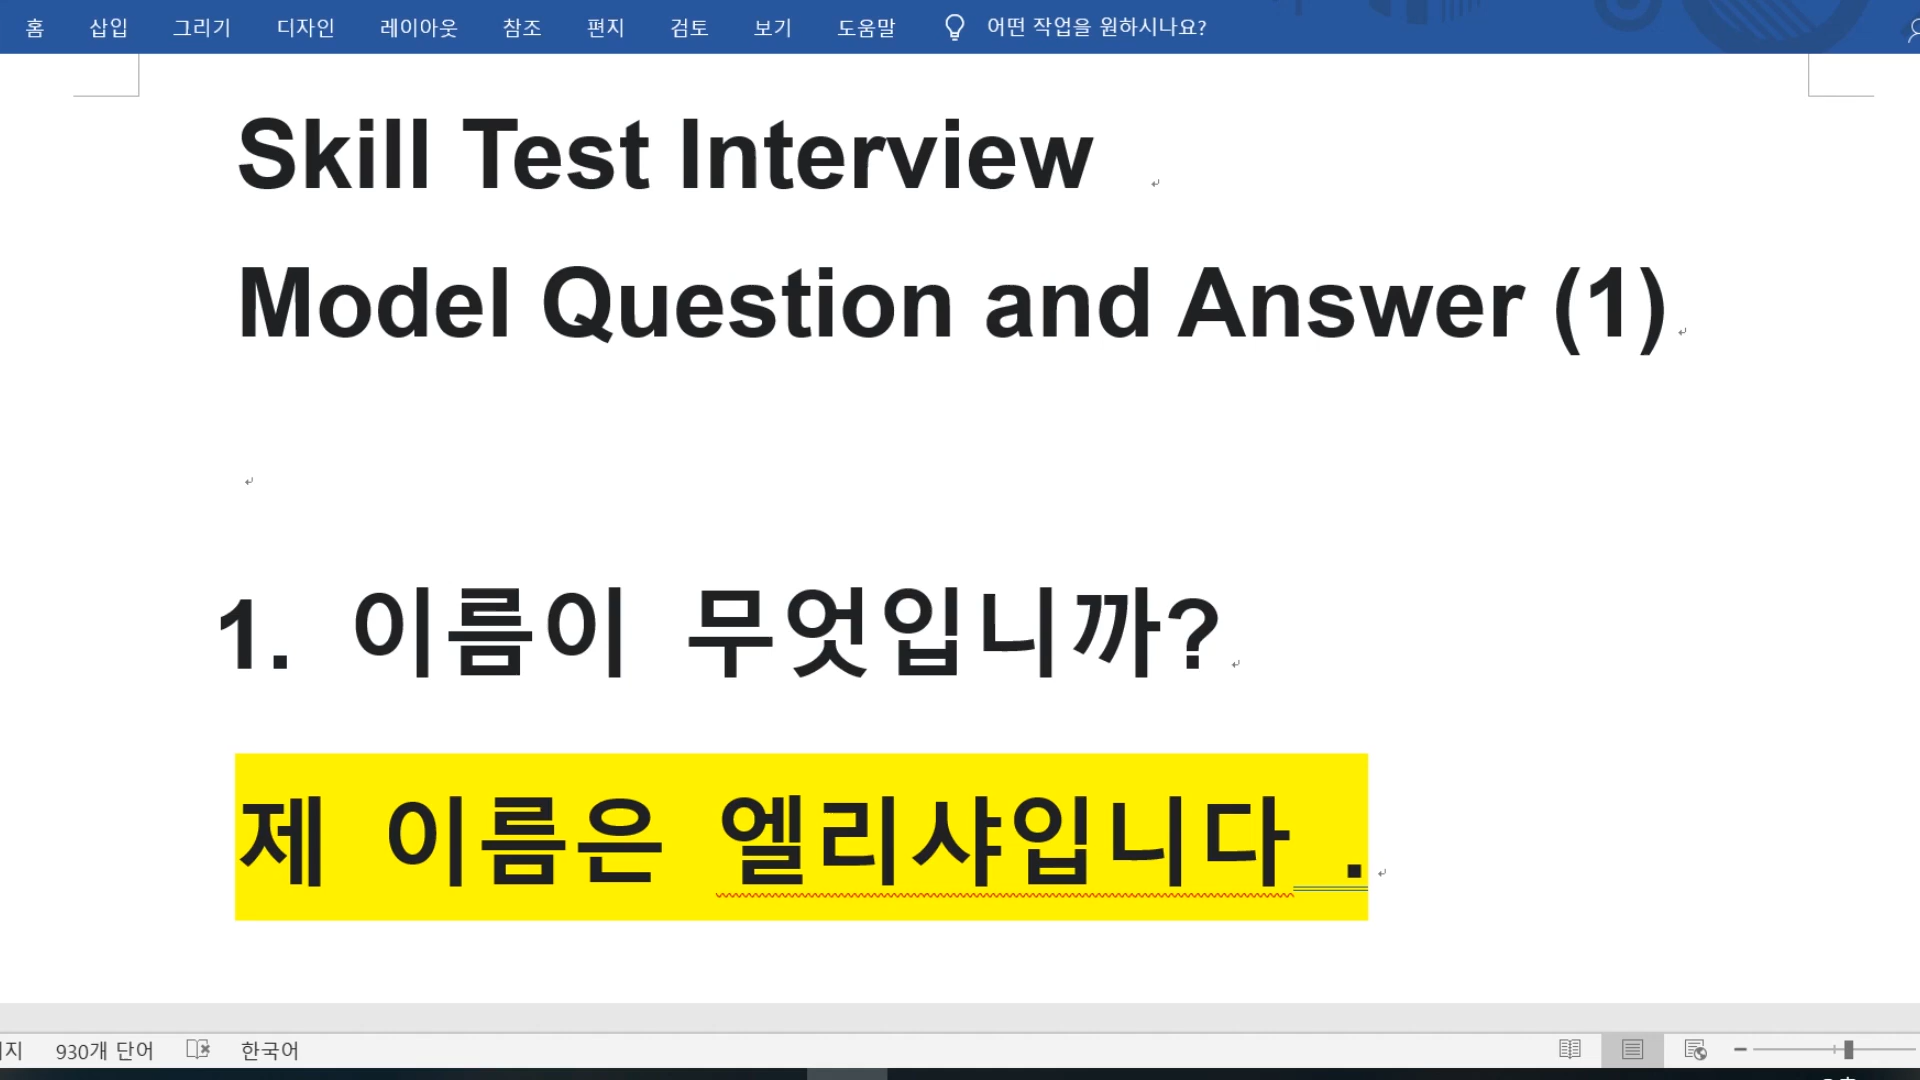 홈 삽입 그리기 디자인 레이아웃 참조 편지 검토 보기 도움말 어떤 작업을 원하시나요?
Skill Test Interview
Model Question and Answer (1)
1. 이름이 무엇입니까?
제 이름은 엘리샤입니다 .
930개 단어 한국어